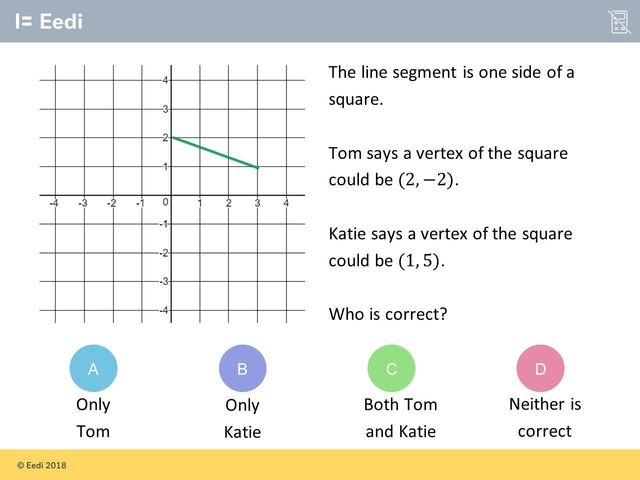 I= Eedi
The line segment is one side of a
square.
Tom says a vertex of the square
could be (2, −2).
Katie says a vertex of the square
could be (1, 5).
Who is correct?
4
3
2
1
-4 -3 -2 -1 0 1 2 3 4
-1
-2
-3
-4
A B C D
Only Only Both Tom Neither is
Tom Katie and Katie correct
© Eedi 2018